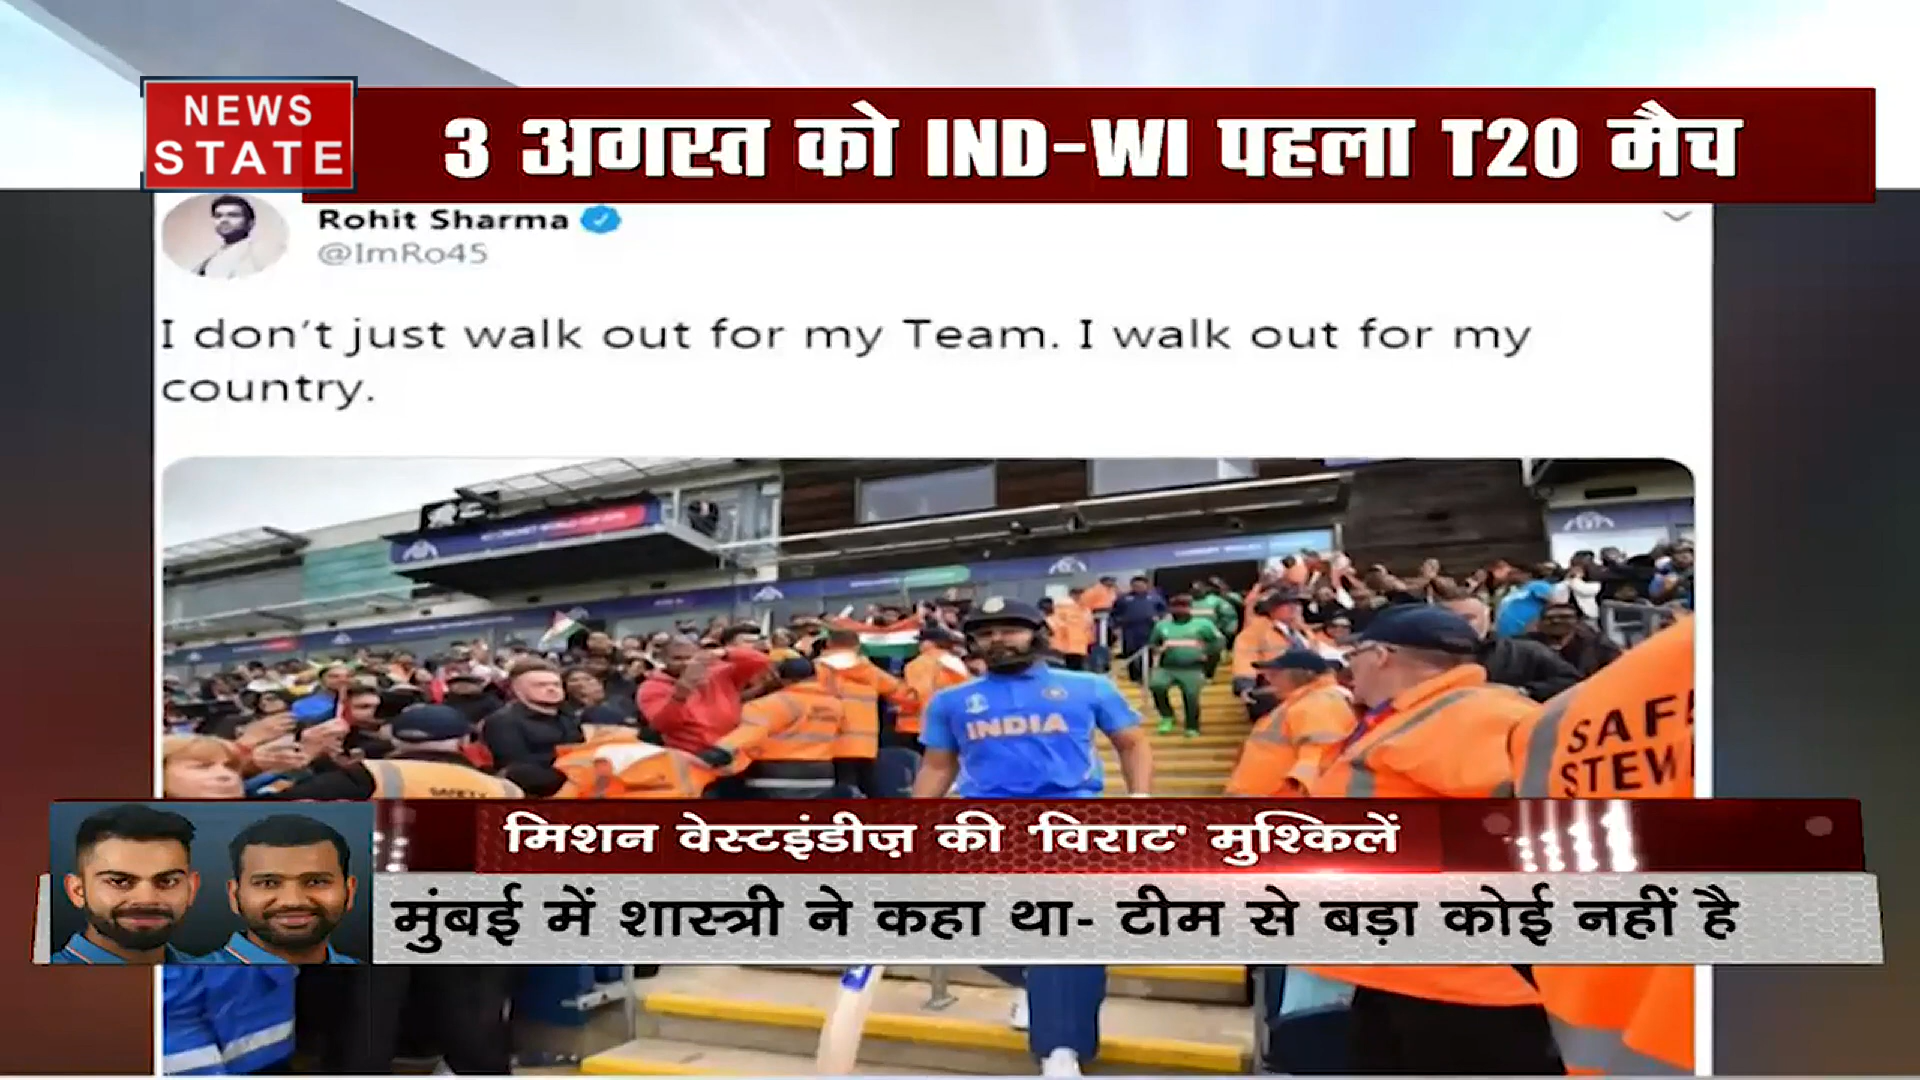 NEWS
STATE
3 अगस्त को IND-WI पहला T20 मैच
Rohit Sharma
@ImRo45
I don't just walk out for my Team. I walk out for my
country.
INDIA
STEW
मिशन वेस्टइंडीज़ की 'विराट' मुश्किलें
मुंबई में शास्त्री ने कहा था- टीम से बड़ा कोई नहीं है